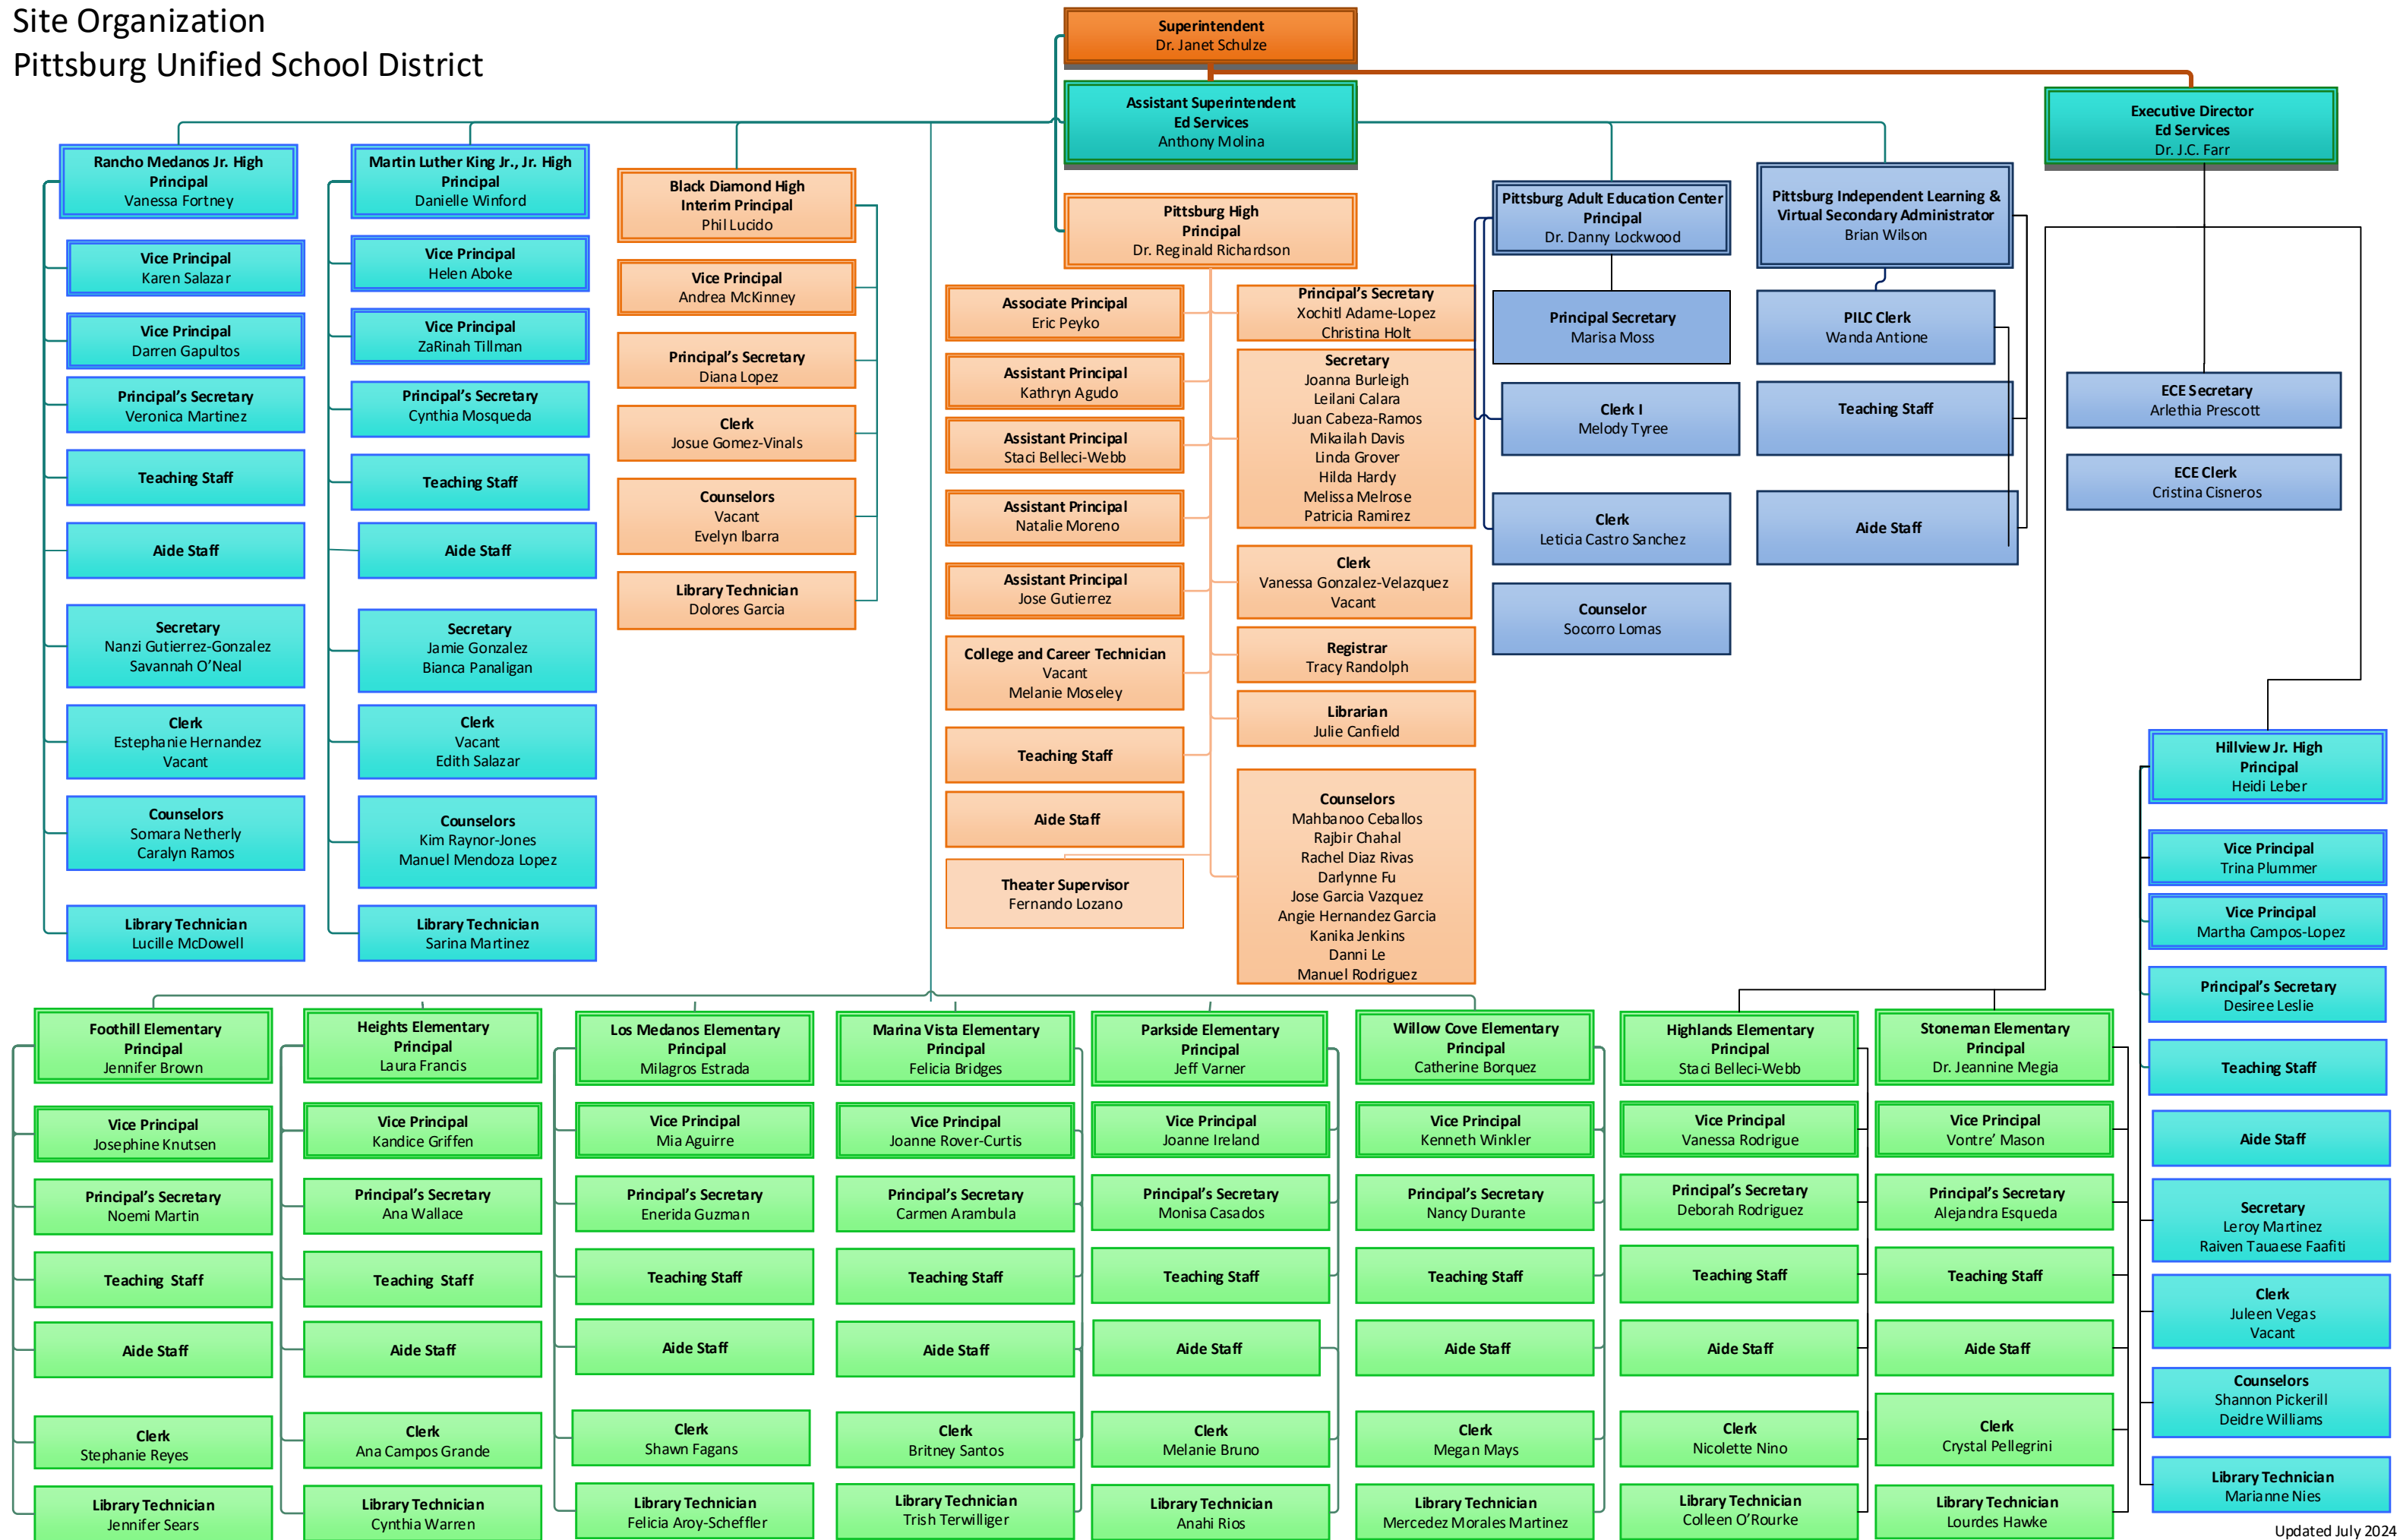 Site Organization
Pittsburg Unified School District
Superintendent
Dr. Janet Schulze
Assistant Superintendent
Ed Services
Anthony Molina
Executive Director
Ed Services
Dr. J.C. Farr
Rancho Medanos Jr. High
Principal
Vanessa Fortney
Vice Principal
Karen Salazar
Vice Principal
Darren Gapultos
Principal’s Secretary
Veronica Martinez
Teaching Staff
Aide Staff
Secretary
Nanzi Gutierrez-Gonzalez
Savannah O’Neal
Clerk
Estephanie Hernandez
Vacant
Counselors
Somara Netherly
Caralyn Ramos
Library Technician
Lucille McDowell
Martin Luther King Jr., Jr. High
Principal
Danielle Winford
Vice Principal
Helen Aboke
Vice Principal
ZaRinah Tillman
Principal’s Secretary
Cynthia Mosqueda
Teaching Staff
Aide Staff
Secretary
Jamie Gonzalez
Bianca Panaligan
Clerk
Vacant
Edith Salazar
Counselors
Kim Raynor-Jones
Manuel Mendoza Lopez
Library Technician
Sarina Martinez
Black Diamond High
Interim Principal
Phil Lucido
Vice Principal
Andrea McKinney
Principal’s Secretary
Diana Lopez
Clerk
Josue Gomez-Vinals
Counselors
Vacant
Evelyn Ibarra
Library Technician
Dolores Garcia
Pittsburg High
Principal
Dr. Reginald Richardson
Associate Principal
Eric Peyko
Assistant Principal
Kathryn Agudo
Assistant Principal
Staci Belleci-Webb
Assistant Principal
Natalie Moreno
Assistant Principal
Jose Gutierrez
College and Career Technician
Vacant
Melanie Moseley
Teaching Staff
Aide Staff
Theater Supervisor
Fernando Lozano
Principal’s Secretary
Xochitl Adame-Lopez
Christina Holt
Secretary
Joanna Burleigh
Leilani Calara
Juan Cabeza-Ramos
Mikailah Davis
Linda Grover
Hilda Hardy
Melissa Melrose
Patricia Ramirez
Clerk
Vanessa Gonzalez-Velazquez
Vacant
Registrar
Tracy Randolph
Librarian
Julie Canfield
Counselors
Mahbanoo Ceballos
Rajbir Chahal
Rachel Diaz Rivas
Darlynne Fu
Jose Garcia Vazquez
Angie Hernandez Garcia
Kanika Jenkins
Danni Le
Manuel Rodriguez
Pittsburg Adult Education Center
Principal
Dr. Danny Lockwood
Principal Secretary
Marisa Moss
Clerk I
Melody Tyree
Clerk
Leticia Castro Sanchez
Counselor
Socorro Lomas
Pittsburg Independent Learning &
Virtual Secondary Administrator
Brian Wilson
PILC Clerk
Wanda Antione
Teaching Staff
Aide Staff
ECE Secretary
Arlethia Prescott
ECE Clerk
Cristina Cisneros
Hillview Jr. High
Principal
Heidi Leber
Vice Principal
Trina Plummer
Vice Principal
Martha Campos-Lopez
Principal’s Secretary
Desiree Leslie
Teaching Staff
Aide Staff
Secretary
Leroy Martinez
Raiven Tauaese Faafiti
Clerk
Juleen Vegas
Vacant
Counselors
Shannon Pickerill
Deidre Williams
Library Technician
Marianne Nies
Foothill Elementary
Principal
Jennifer Brown
Vice Principal
Josephine Knutsen
Principal’s Secretary
Noemi Martin
Teaching Staff
Aide Staff
Clerk
Stephanie Reyes
Library Technician
Jennifer Sears
Heights Elementary
Principal
Laura Francis
Vice Principal
Kandice Griffen
Principal’s Secretary
Ana Wallace
Teaching Staff
Aide Staff
Clerk
Ana Campos Grande
Library Technician
Cynthia Warren
Los Medanos Elementary
Principal
Milagros Estrada
Vice Principal
Mia Aguirre
Principal’s Secretary
Enerida Guzman
Teaching Staff
Aide Staff
Clerk
Shawn Fagans
Library Technician
Felicia Aroy-Scheffler
Marina Vista Elementary
Principal
Felicia Bridges
Vice Principal
Joanne Rover-Curtis
Principal’s Secretary
Carmen Arambula
Teaching Staff
Aide Staff
Clerk
Britney Santos
Library Technician
Trish Terwilliger
Parkside Elementary
Principal
Jeff Varner
Vice Principal
Joanne Ireland
Principal’s Secretary
Monisa Casados
Teaching Staff
Aide Staff
Clerk
Melanie Bruno
Library Technician
Anahi Rios
Willow Cove Elementary
Principal
Catherine Borquez
Vice Principal
Kenneth Winkler
Principal’s Secretary
Nancy Durante
Teaching Staff
Aide Staff
Clerk
Megan Mays
Library Technician
Mercedez Morales Martinez
Highlands Elementary
Principal
Staci Belleci-Webb
Vice Principal
Vanessa Rodrigue
Principal’s Secretary
Deborah Rodriguez
Teaching Staff
Aide Staff
Clerk
Nicolette Nino
Library Technician
Colleen O’Rourke
Stoneman Elementary
Principal
Dr. Jeannine Megia
Vice Principal
Vontre’ Mason
Principal’s Secretary
Alejandra Esqueda
Teaching Staff
Aide Staff
Clerk
Crystal Pellegrini
Library Technician
Lourdes Hawke
Updated July 2024